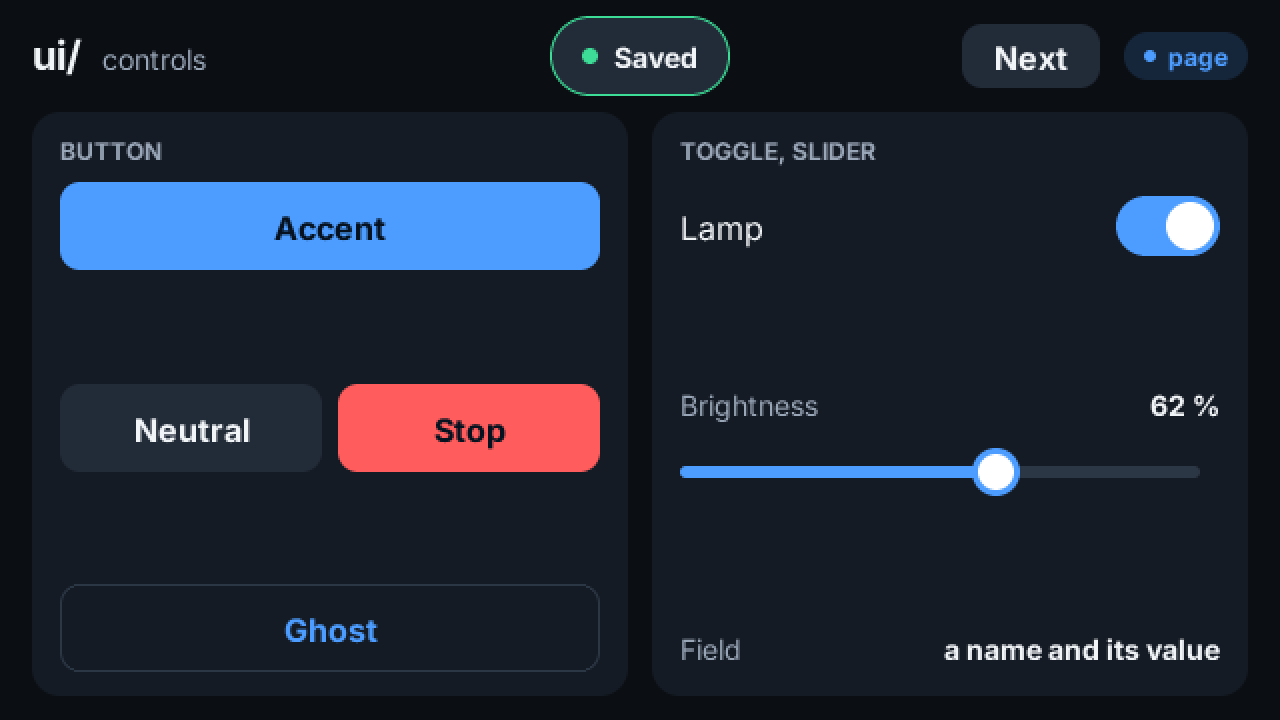 ui/ controls
Saved
Next
page
BUTTON
Accent
Neutral
Stop
Ghost
TOGGLE, SLIDER
Lamp
Brightness
62 %
Field
a name and its value